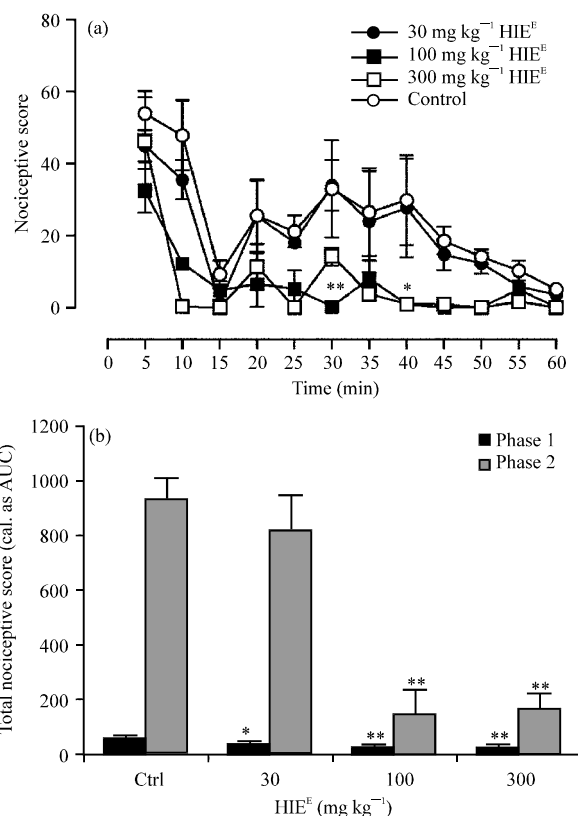 (a)
30 mg kg⁻¹ HIEᴱ
100 mg kg⁻¹ HIEᴱ
300 mg kg⁻¹ HIEᴱ
Control
Nociceptive score
80
60
40
20
0
** *
0 5 10 15 20 25 30 35 40 45 50 55 60
Time (min)
(b)
Phase 1
Phase 2
Total nociceptive score (cal. as AUC)
1200
1000
800
600
400
200
0
* ** ** ** **
Ctrl 30 100 300
HIEᴱ (mg kg⁻¹)